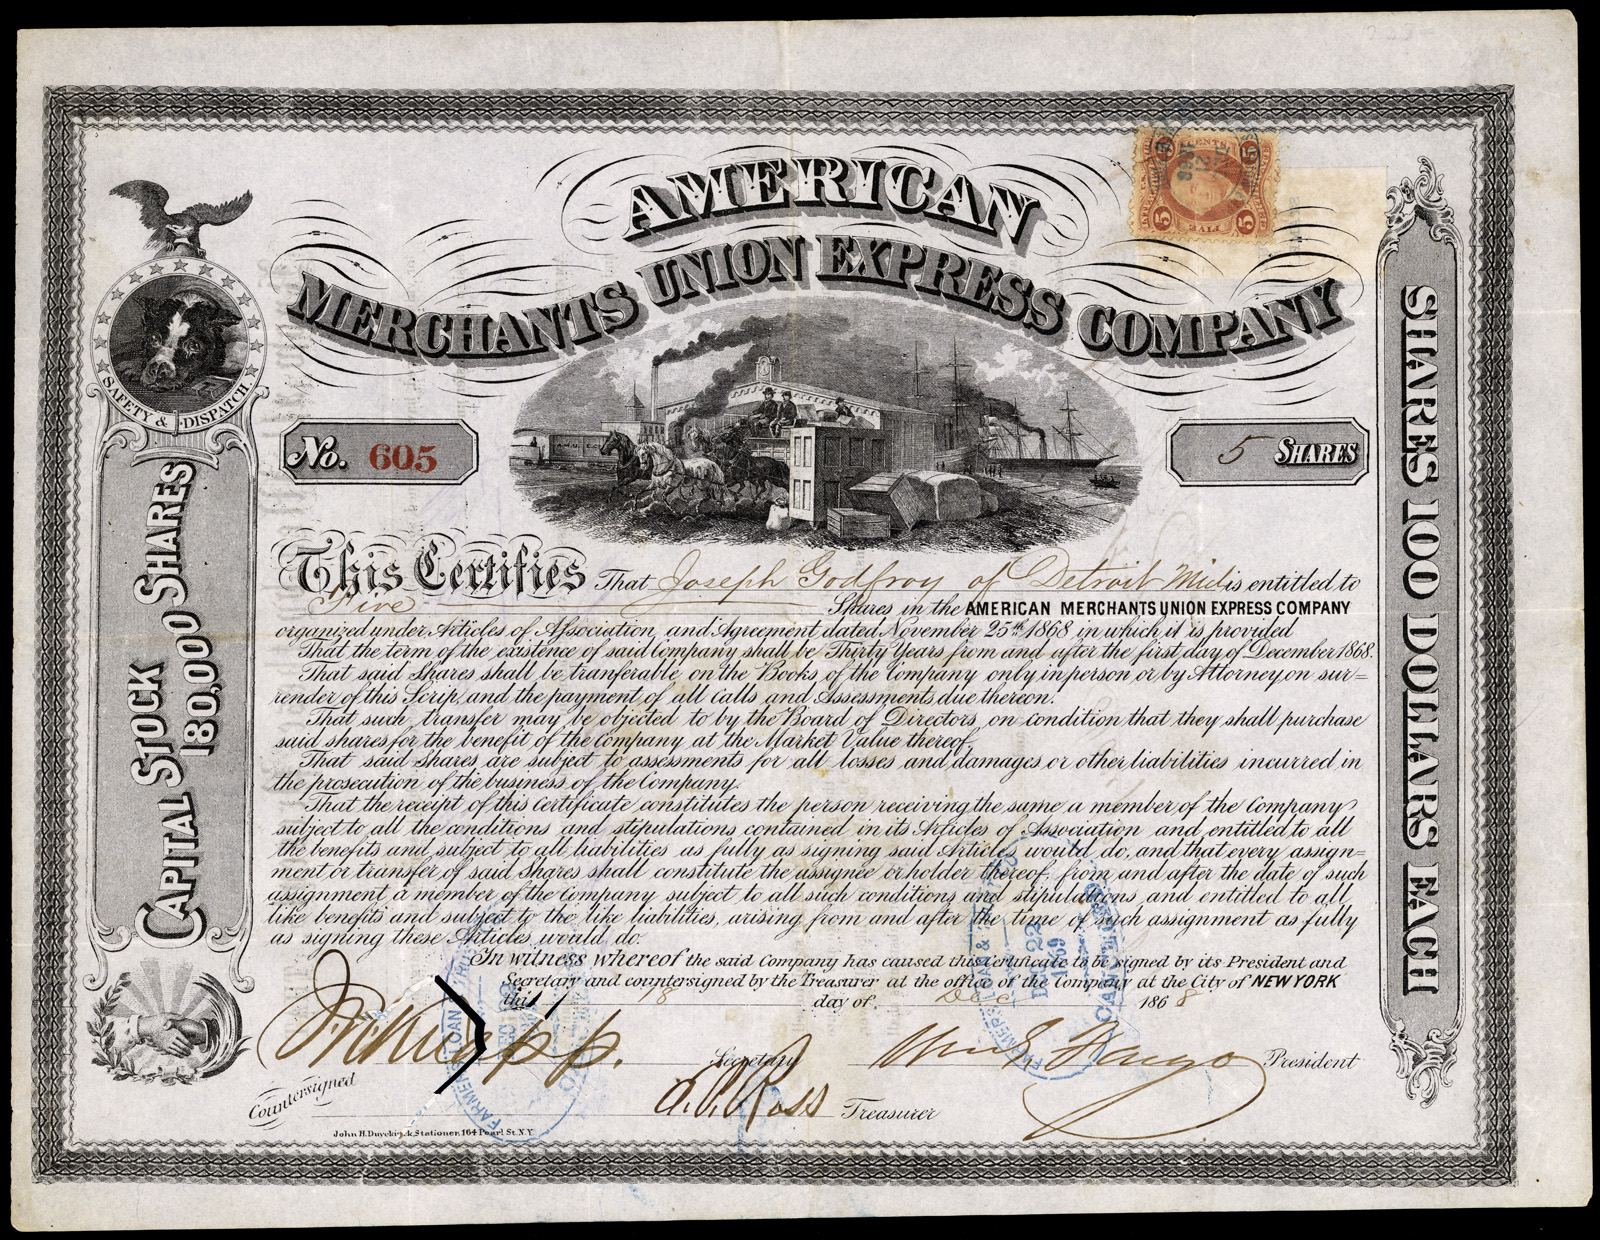 AMERICAN
MERCHANTS UNION EXPRESS COMPANY
SAFETY & DISPATCH
No. 605
5 SHARES
CAPITAL STOCK
180,000 SHARES
SHARES 100 DOLLARS EACH
5 5
FIVE
This Certifies That Joseph Godfroy of Detroit Mich is entitled to
Five Shares in the AMERICAN MERCHANTS UNION EXPRESS COMPANY
organized under Articles of Association, and Agreement dated November 25th 1868 in which it is provided
That the term of the existence of said Company shall be Thirty Years from and after the first day of December 1868.
That said Shares shall be tranferable on the Books of the Company only in person or by Attorney on sur=
render of this Scrip, and the payment of all Calls and Assessments due thereon.
That such transfer may be objected to by the Board of Directors, on condition that they shall purchase
said shares for the benefit of the Company at the Market Value thereof.
That said Shares are subject to assessments for all losses and damages or other liabilities incurred in
the prosecution of the business of the Company.
That the receipt of this Certificate constitutes the person receiving the same a member of the Company
subject to all the conditions and stipulations contained in its Articles of Association and entitled to all
the benefits and subject to all liabilities as fully as signing said Articles would do, and that every assign=
ment or transfer of said Shares shall constitute the assignee or holder thereof, from and after the date of such
assignment a member of the Company subject to all such conditions and stipulations, and entitled to all
like benefits and subject to the like liabilities, arising from and after the time of such assignment as fully
as signing these Articles would do.
In witness whereof the said Company has caused this certificate to be signed by its President and
Secretary and countersigned by the Treasurer at the office of the Company at the City of NEW YORK
this 18 day of Dec 1868
Knapp. Secretary Wm G. Fargo President
Countersigned Ross Treasurer
John H. Duyckinck, Stationer, 164 Pearl St. N.Y.
FARMERS LOAN &
DEC 22
1869
CANCELLED
FARMERS LOAN